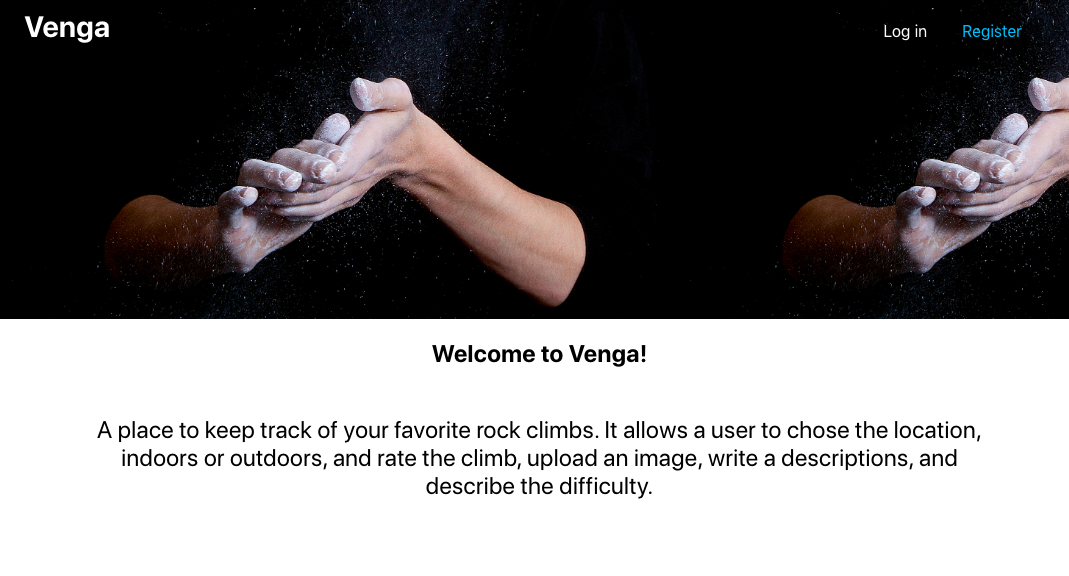 Venga
Log in
Register
Welcome to Venga!
A place to keep track of your favorite rock climbs. It allows a user to chose the location,
indoors or outdoors, and rate the climb, upload an image, write a descriptions, and
describe the difficulty.